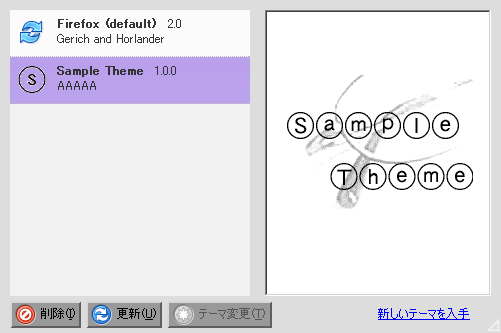 Firefox (default) 2.0
Gerich and Horlander
S
Sample Theme 1.0.0
AAAAA
Sample
Theme
削除(I)
更新(U)
テーマ変更(T)
新しいテーマを入手